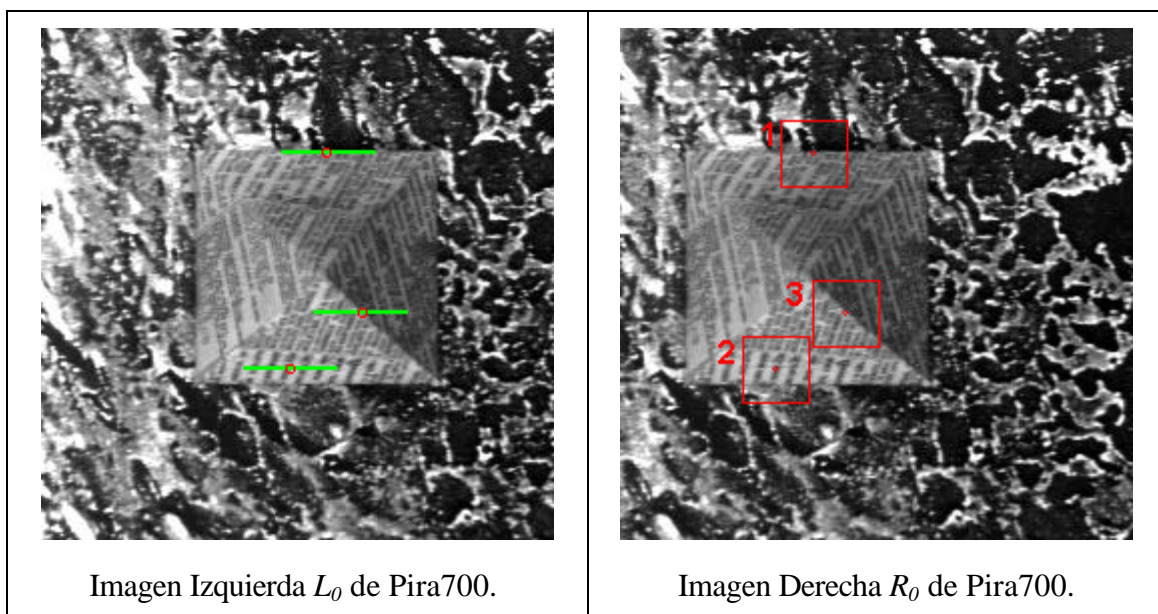 1
3
2
Imagen Izquierda L₀ de Pira700.
Imagen Derecha R₀ de Pira700.